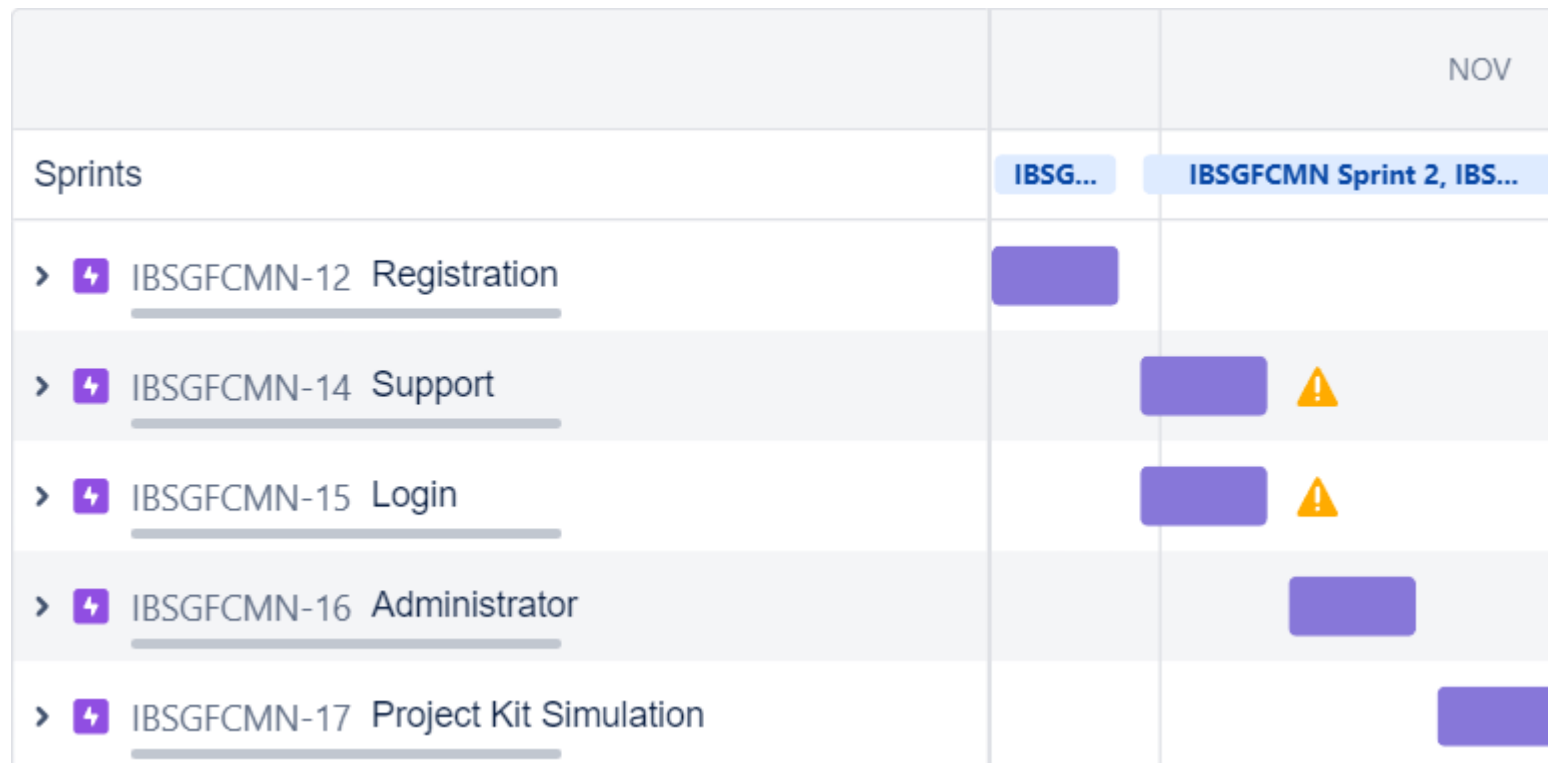 NOV
Sprints IBSG... IBSGFCMN Sprint 2, IBS...
IBSGFCMN-12 Registration
IBSGFCMN-14 Support
IBSGFCMN-15 Login
IBSGFCMN-16 Administrator
IBSGFCMN-17 Project Kit Simulation